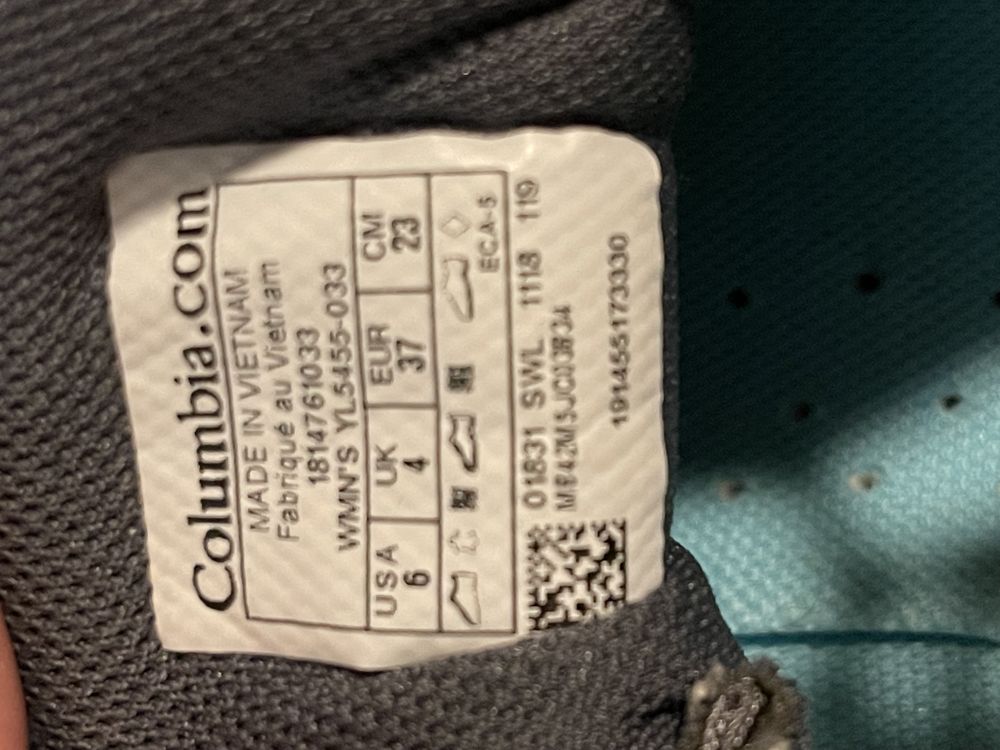 Columbia.com
MADE IN VIETNAM
Fabriqué au Vietnam
1814761033
WMN'S YL5455-033
USA UK EUR CM
6 4 37 23
ECA-5
01831 SWL 1118 119
191455173330